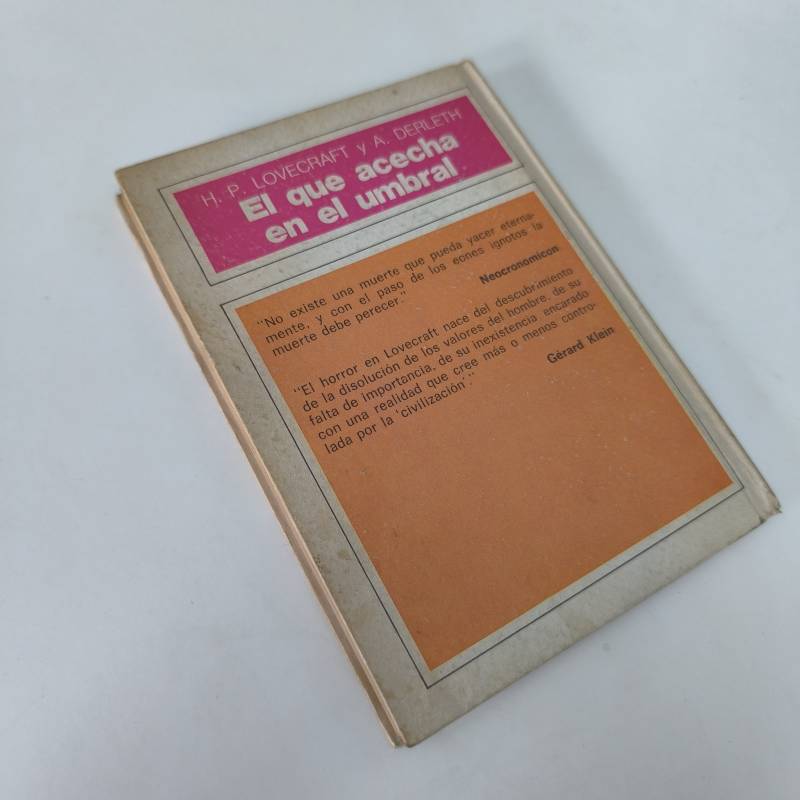 H. P. LOVECRAFT y A. DERLETH
El que acecha
en el umbral
"No existe una muerte que pueda yacer eterna-
mente, y con el paso de los eones ignotos la
muerte debe perecer."
Neocronomicon
"El horror en Lovecraft nace del descubrimiento
de la disolución de los valores del hombre, de su
falta de importancia, de su inexistencia encarado
con una realidad que cree más o menos contro-
lada por la 'civilización'."
Gérard Klein